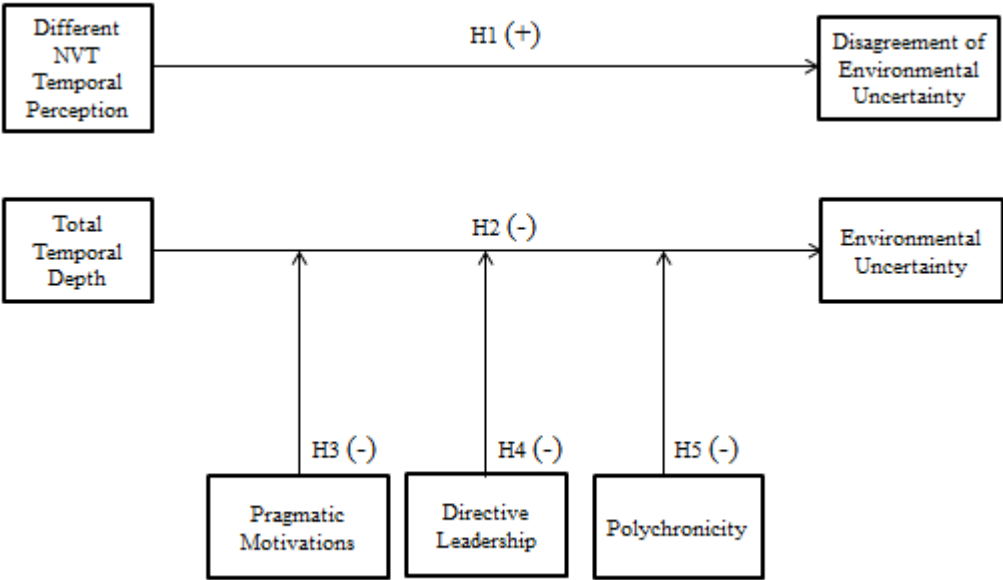 Different
NVT
Temporal
Perception
H1 (+)
Disagreement of
Environmental
Uncertainty
Total
Temporal
Depth
H2 (-)
Environmental
Uncertainty
H3 (-)
H4 (-)
H5 (-)
Pragmatic
Motivations
Directive
Leadership
Polychronicity